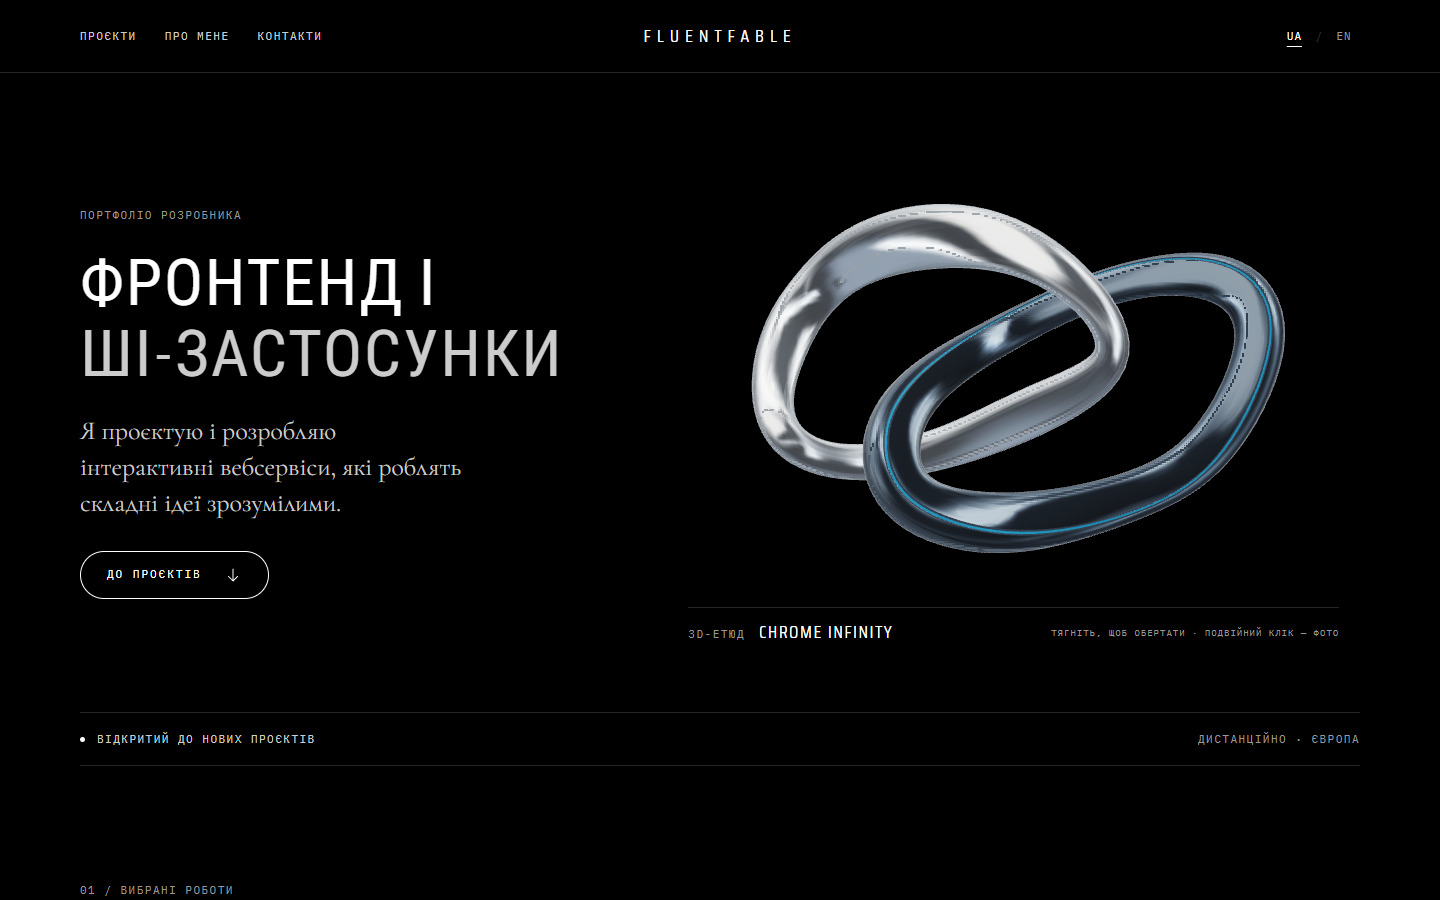 ПРОЄКТИ ПРО МЕНЕ КОНТАКТИ FLUENTFABLE UA / EN
ПОРТФОЛІО РОЗРОБНИКА
ФРОНТЕНД І
ШІ-ЗАСТОСУНКИ
Я проєктую і розробляю
інтерактивні вебсервіси, які роблять
складні ідеї зрозумілими.
ДО ПРОЄКТІВ ↓
3D-ЕТЮД CHROME INFINITY ТЯГНІТЬ, ЩОБ ОБЕРТАТИ · ПОДВІЙНИЙ КЛІК — ФОТО
ВІДКРИТИЙ ДО НОВИХ ПРОЄКТІВ ДИСТАНЦІЙНО · ЄВРОПА
01 / ВИБРАНІ РОБОТИ